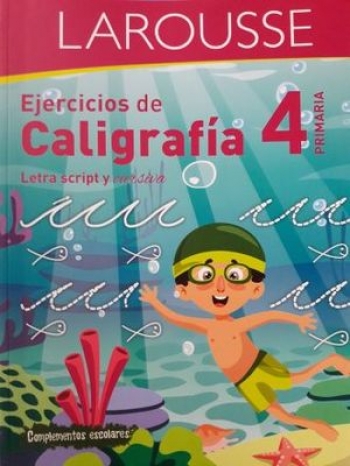 LAROUSSE
Ejercicios de
Caligrafía 4
PRIMARIA
Letra script y cursiva
Complementos escolares